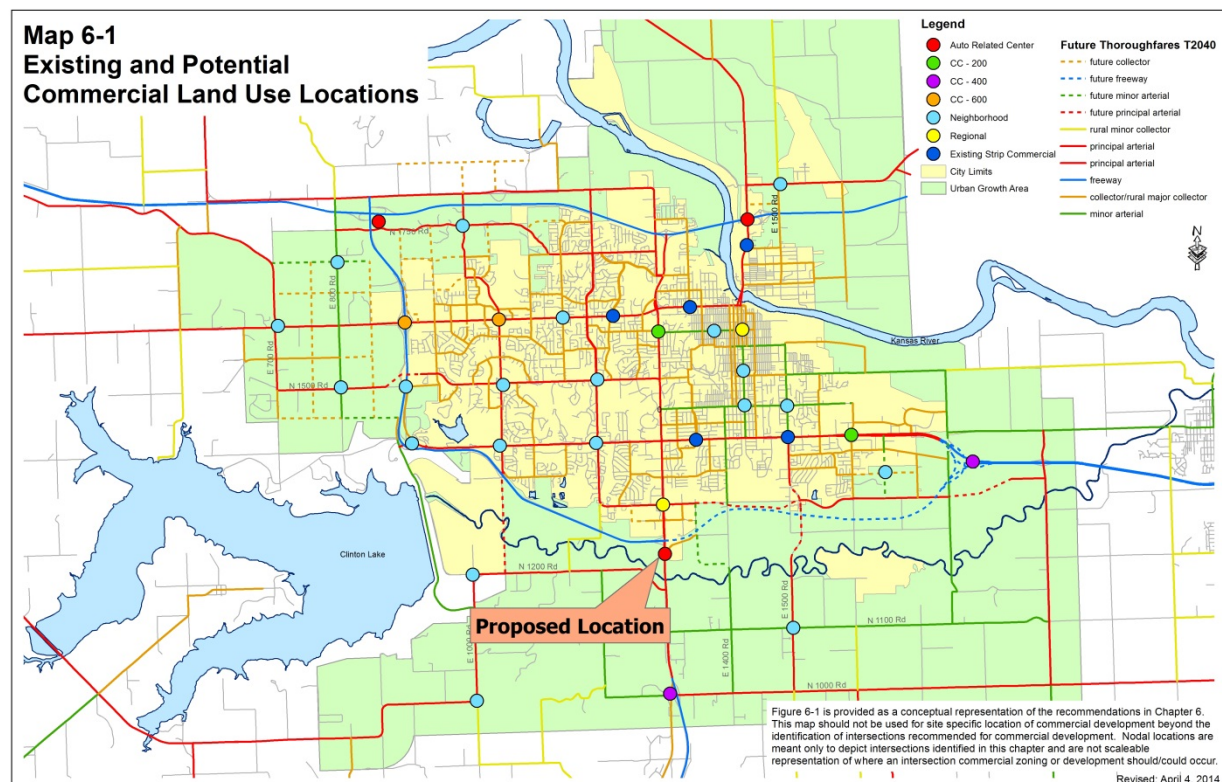 Map 6-1
Existing and Potential
Commercial Land Use Locations
Legend
Auto Related Center
CC - 200
CC - 400
CC - 600
Neighborhood
Regional
Existing Strip Commercial
City Limits
Urban Growth Area
Future Thoroughfares T2040
future collector
future freeway
future minor arterial
future principal arterial
rural minor collector
principal arterial
principal arterial
freeway
collector/rural major collector
minor arterial
N
E 1500 Rd
N 1750 Rd
E 800 Rd
E 700 Rd
N 1500 Rd
Kansas River
Clinton Lake
N 1200 Rd
Proposed Location
E 1000 Rd
E 1400 Rd
E 1500 Rd
N 1100 Rd
N 1000 Rd
Figure 6-1 is provided as a conceptual representation of the recommendations in Chapter 6.
This map should not be used for site specific location of commercial development beyond the
identification of intersections recommended for commercial development. Nodal locations are
meant only to depict intersections identified in this chapter and are not scaleable
representation of where an intersection commercial zoning or development should/could occur.
Revised: April 4, 2014